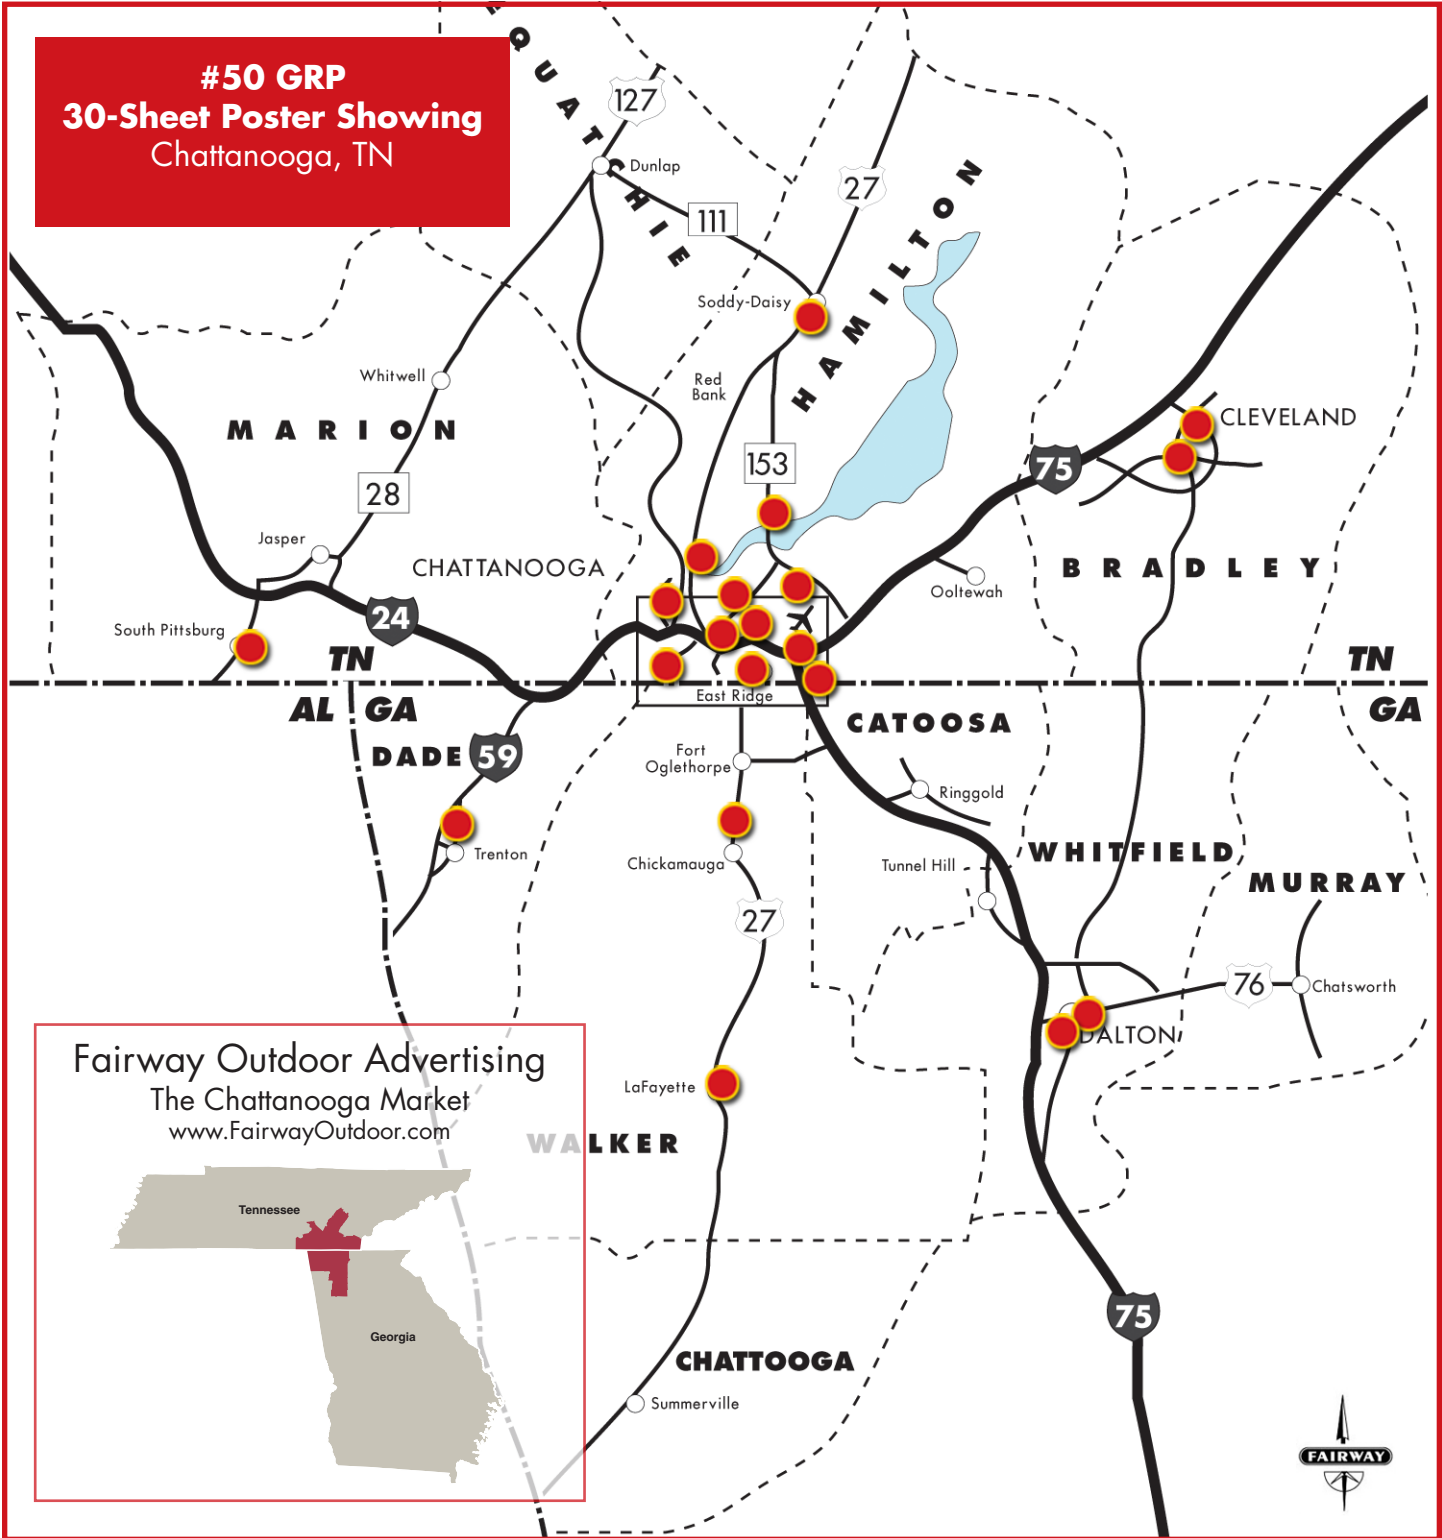 #50 GRP
30-Sheet Poster Showing
Chattanooga, TN
EQUATCHIE
127
Dunlap
111
27
HAMILTON
Soddy-Daisy
Whitwell
Red
Bank
MARION
CLEVELAND
153
75
28
Jasper
CHATTANOOGA
BRADLEY
Ooltewah
24
South Pittsburg
TN
TN
East Ridge
AL
GA
GA
CATOOSA
DADE
59
Fort
Oglethorpe
Ringgold
Trenton
Chickamauga
Tunnel Hill
WHITFIELD
MURRAY
27
76
Chatsworth
DALTON
LaFayette
WALKER
Fairway Outdoor Advertising
The Chattanooga Market
www.FairwayOutdoor.com
Tennessee
Georgia
75
CHATTOOGA
Summerville
FAIRWAY